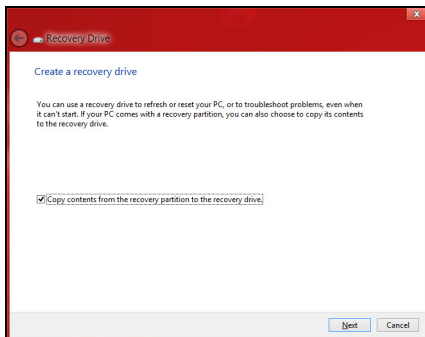 Recovery Drive
Create a recovery drive
You can use a recovery drive to refresh or reset your PC, or to troubleshoot problems, even when
it can't start. If your PC comes with a recovery partition, you can also choose to copy its contents
to the recovery drive.
Copy contents from the recovery partition to the recovery drive.
Next Cancel